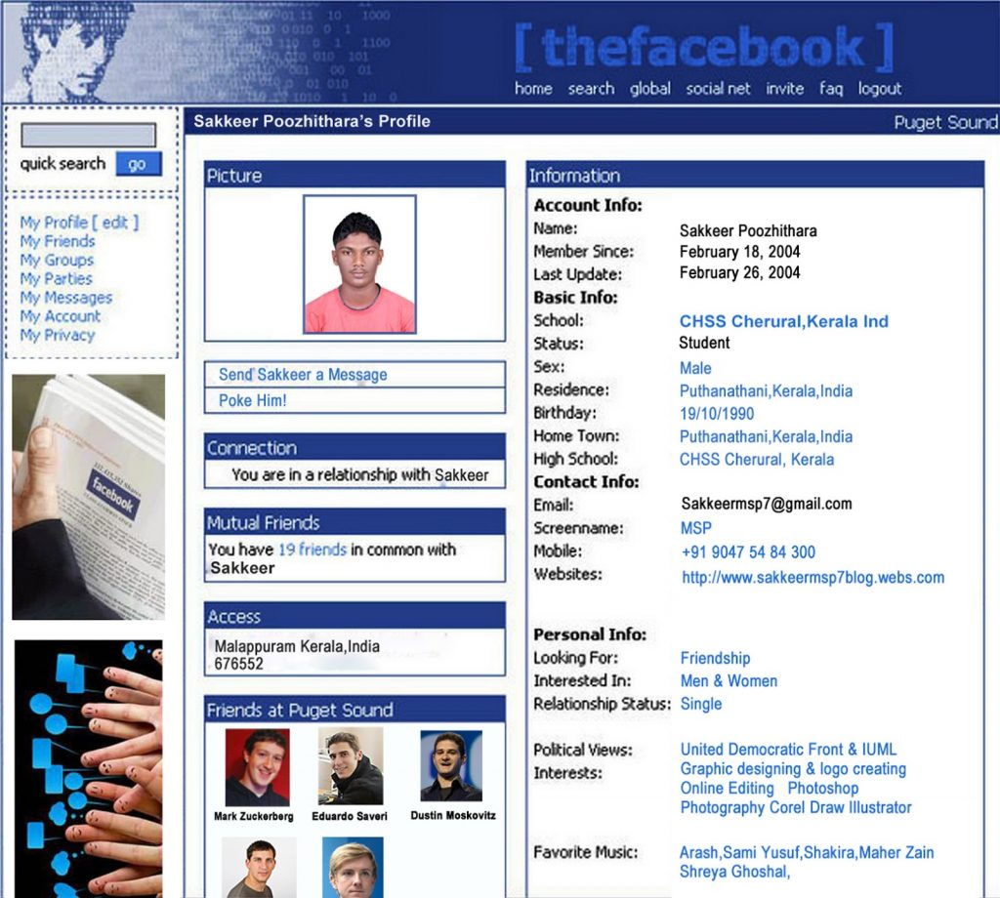 [ thefacebook ]
home search global social net invite faq logout
quick search go
My Profile [ edit ]
My Friends
My Groups
My Parties
My Messages
My Account
My Privacy
facebook
Sakkeer Poozhithara's Profile
Puget Sound
Picture
Send Sakkeer a Message
Poke Him!
Connection
You are in a relationship with Sakkeer
Mutual Friends
You have 19 friends in common with
Sakkeer
Access
Malappuram Kerala,India
676552
Friends at Puget Sound
Mark Zuckerberg Eduardo Saveri Dustin Moskovitz
Information
Account Info:
Name: Sakkeer Poozhithara
Member Since: February 18, 2004
Last Update: February 26, 2004
Basic Info:
School: CHSS Cherural,Kerala Ind
Status: Student
Sex: Male
Residence: Puthanathani,Kerala,India
Birthday: 19/10/1990
Home Town: Puthanathani,Kerala,India
High School: CHSS Cherural, Kerala
Contact Info:
Email: Sakkeermsp7@gmail.com
Screenname: MSP
Mobile: +91 9047 54 84 300
Websites: http://www.sakkeermsp7blog.webs.com
Personal Info:
Looking For: Friendship
Interested In: Men & Women
Relationship Status: Single
Political Views: United Democratic Front & IUML
Interests: Graphic designing & logo creating
Online Editing Photoshop
Photography Corel Draw Illustrator
Favorite Music: Arash,Sami Yusuf,Shakira,Maher Zain
Shreya Ghoshal,